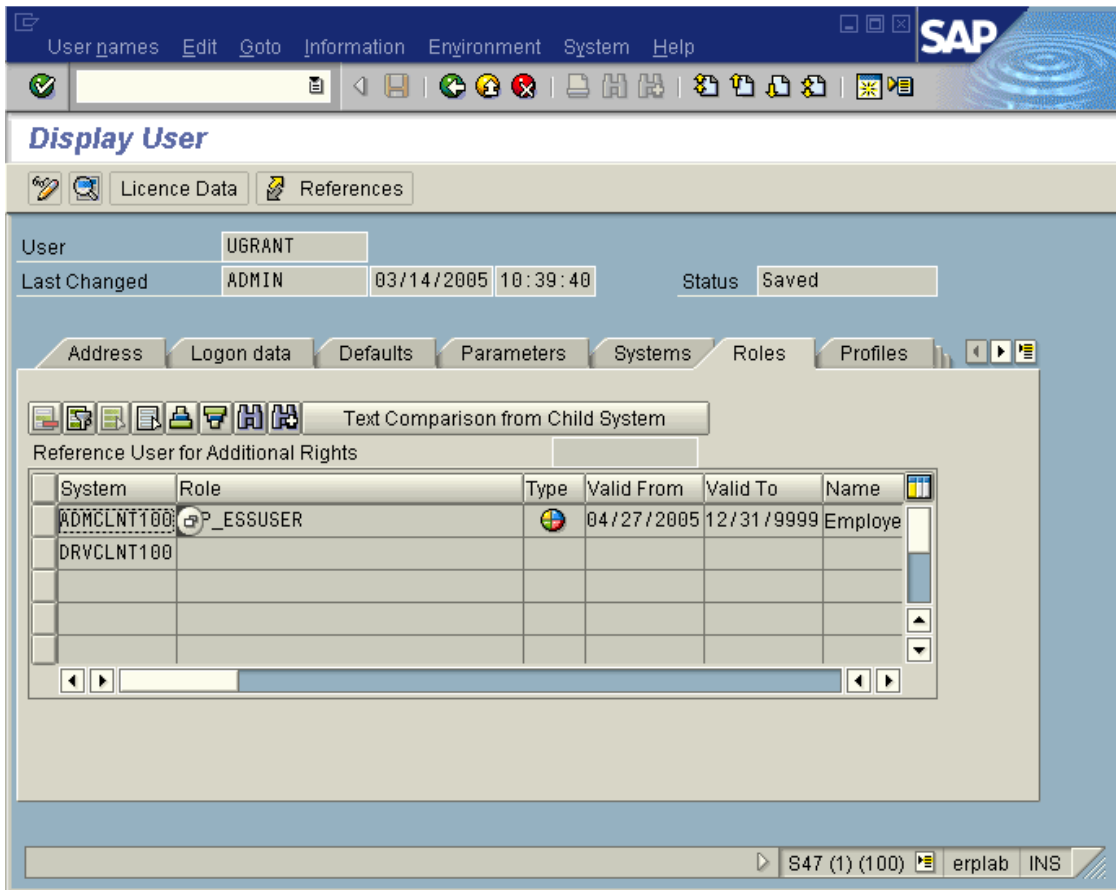 SAP
User names Edit Goto Information Environment System Help
Display User
Licence Data References
User UGRANT
Last Changed ADMIN 03/14/2005 10:39:40 Status Saved
Address Logon data Defaults Parameters Systems Roles Profiles
Text Comparison from Child System
Reference User for Additional Rights
System Role Type Valid From Valid To Name
ADMCLNT100 P_ESSUSER 04/27/2005 12/31/9999 Employe
DRVCLNT100
S47 (1) (100) erplab INS